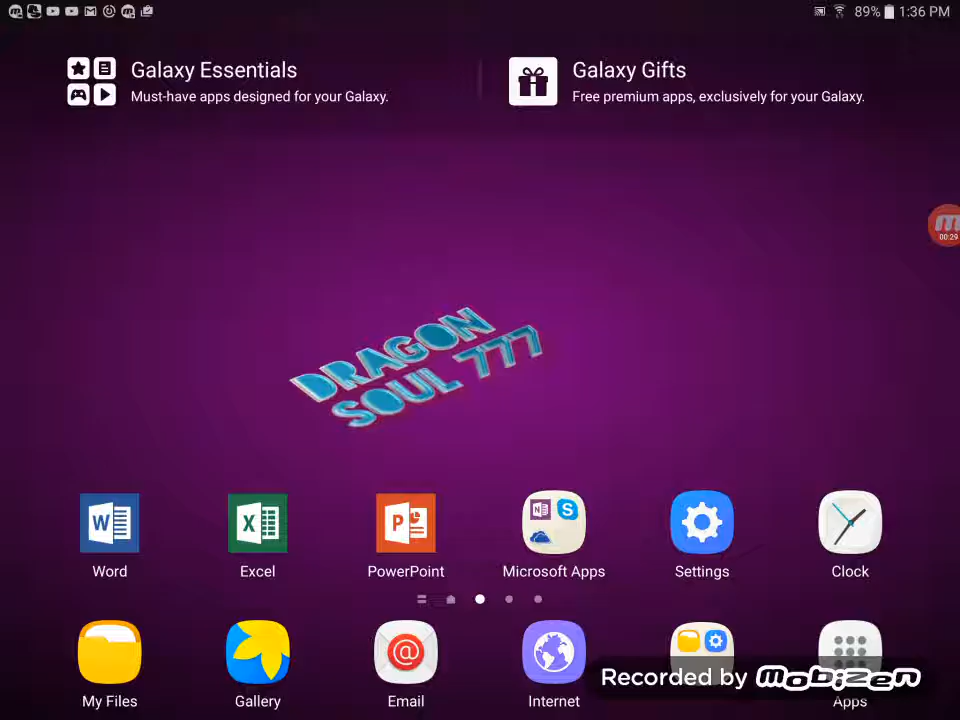 89% 1:36 PM
Galaxy Essentials
Must-have apps designed for your Galaxy.
Galaxy Gifts
Free premium apps, exclusively for your Galaxy.
00:29
DRAGON
SOUL 777
Word
Excel
PowerPoint
Microsoft Apps
Settings
Clock
My Files
Gallery
Email
Internet
Recorded by Mobizen
Apps